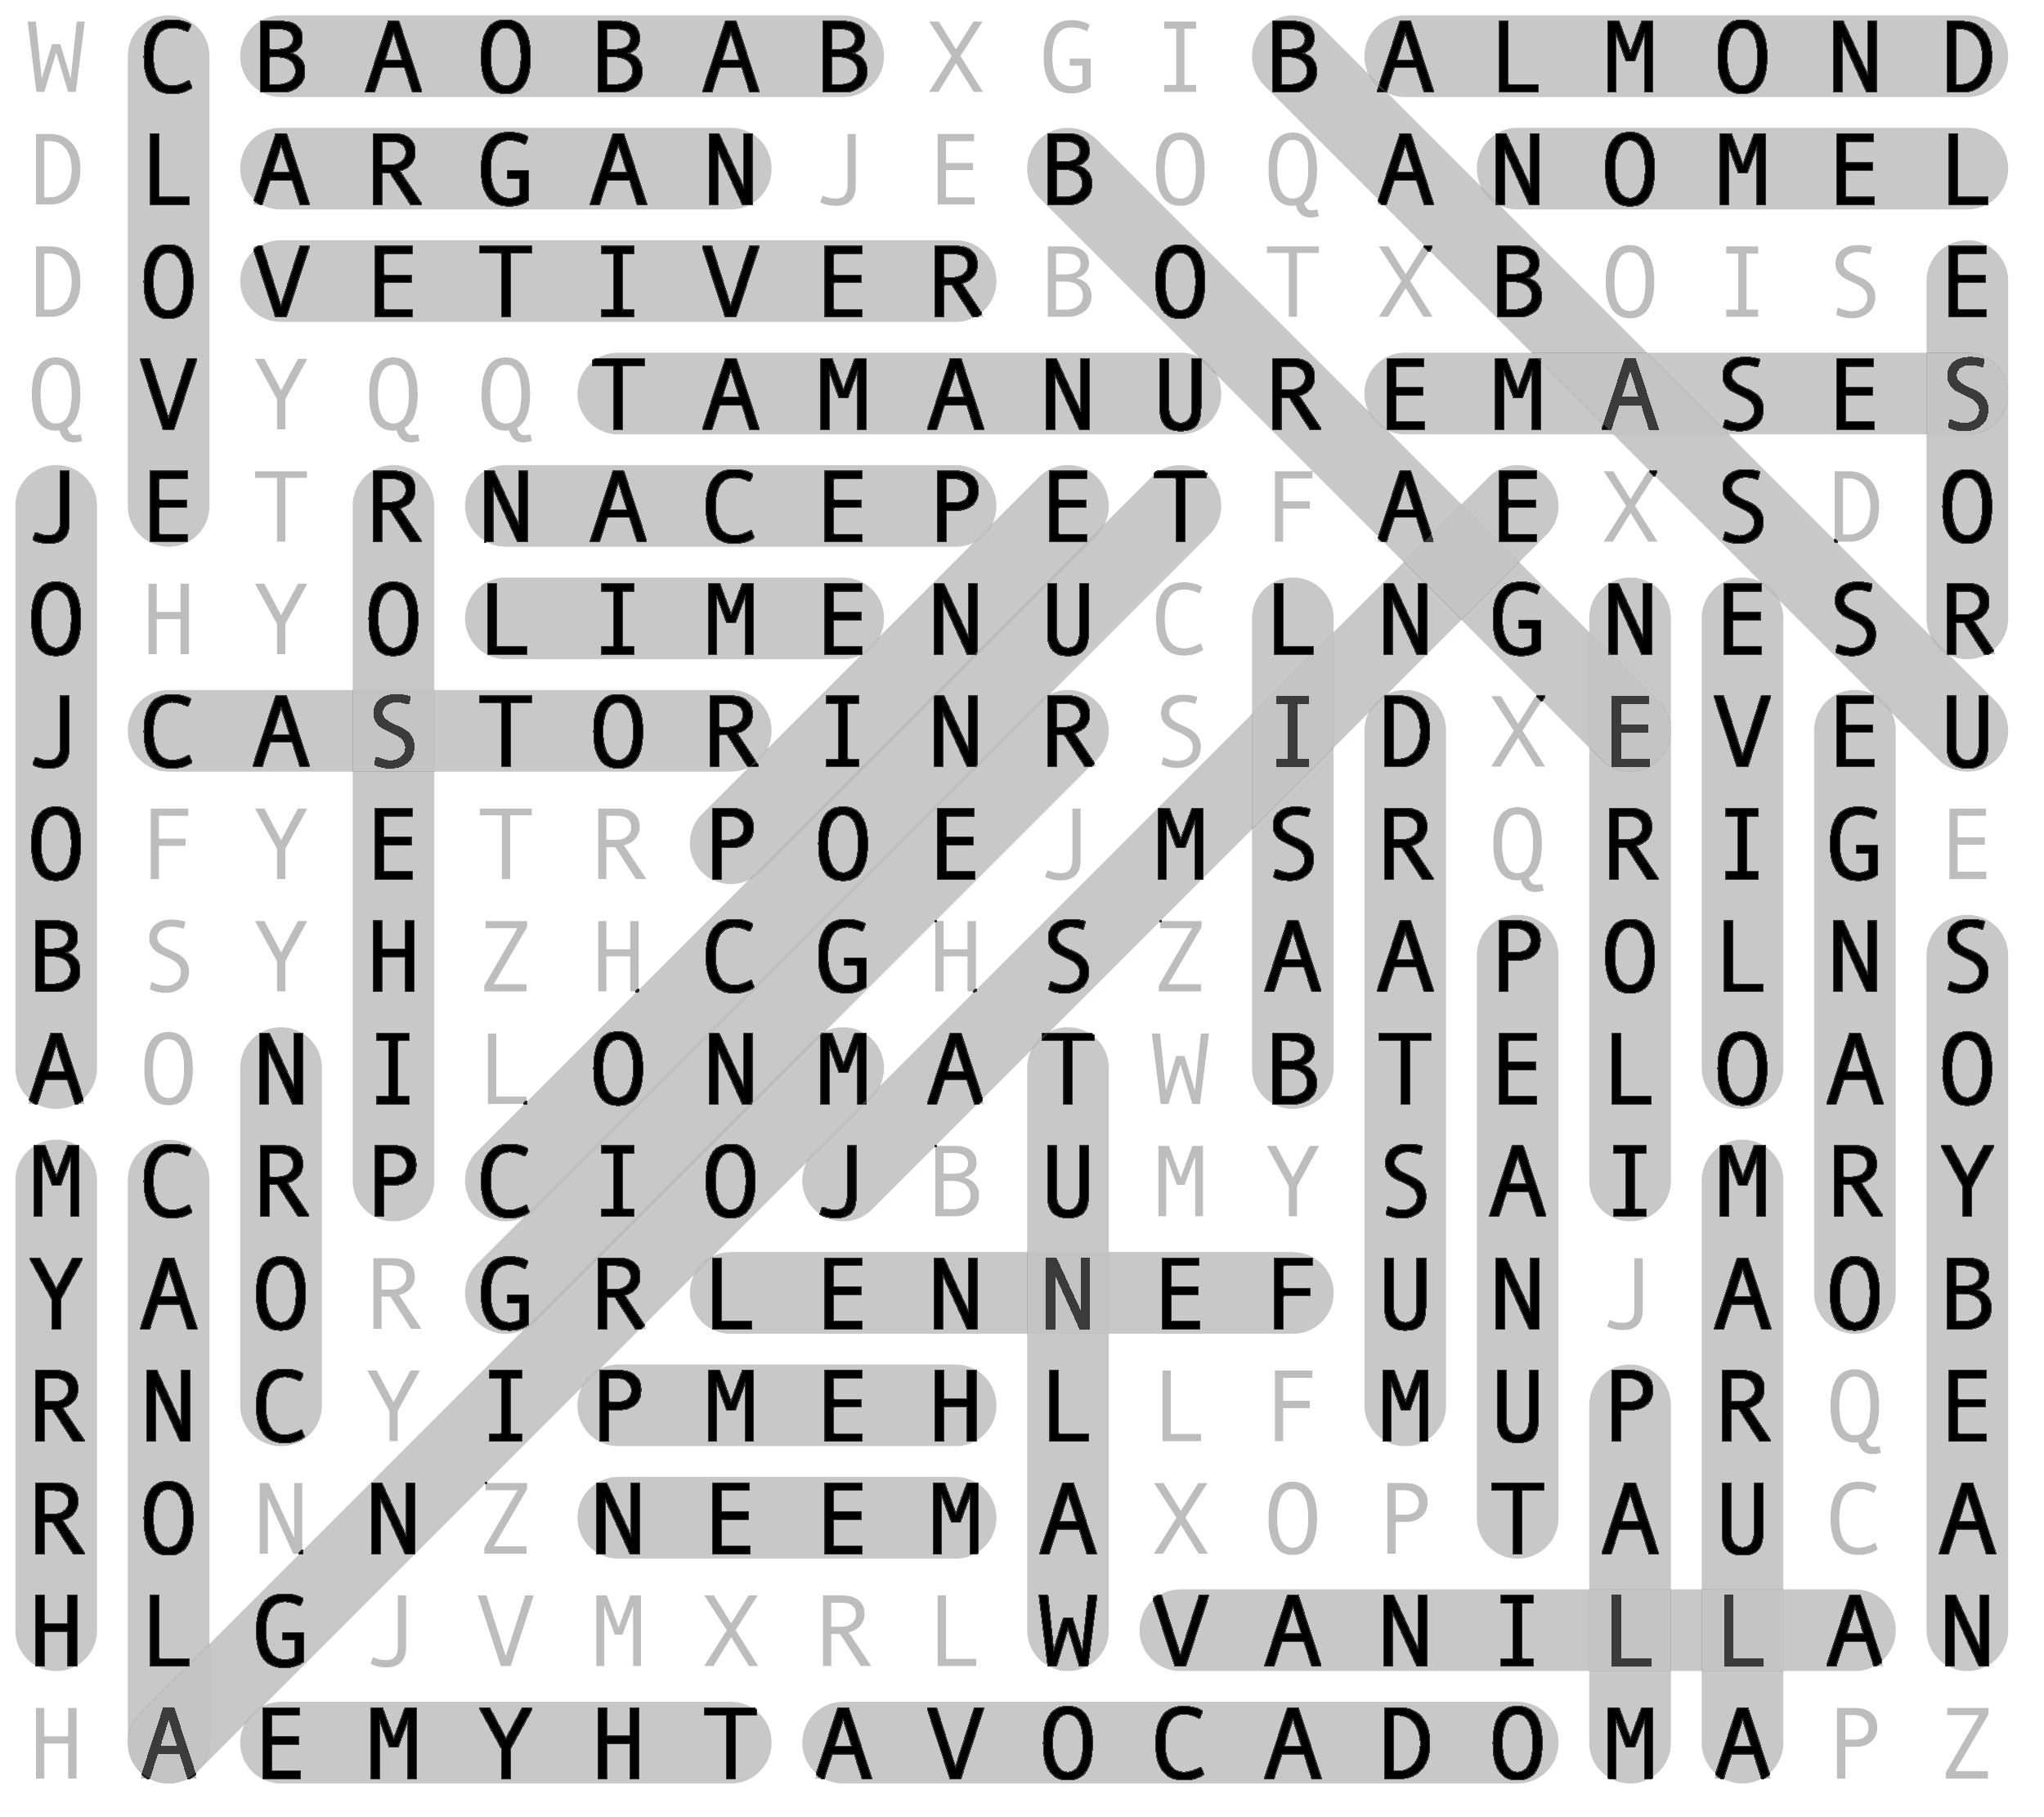 W C B A O B A B X G I B A L M O N D
D L A R G A N J E B O Q A N O M E L
D O V E T I V E R B O T X B O I S E
Q V Y Q Q T A M A N U R E M A S E S
J E T R N A C E P E T F A E X S D O
O H Y O L I M E N U C L N G N E S R
J C A S T O R I N R S I D X E V E U
O F Y E T R P O E J M S R Q R I G E
B S Y H Z H C G H S Z A A P O L N S
A O N I L O N M A T W B T E L O A O
M C R P C I O J B U M Y S A I M R Y
Y A O R G R L E N N E F U N J A O B
R N C Y I P M E H L L F M U P R Q E
R O N N Z N E E M A X O P T A U C A
H L G J V M X R L W V A N I L L A N
H A E M Y H T A V O C A D O M A P Z